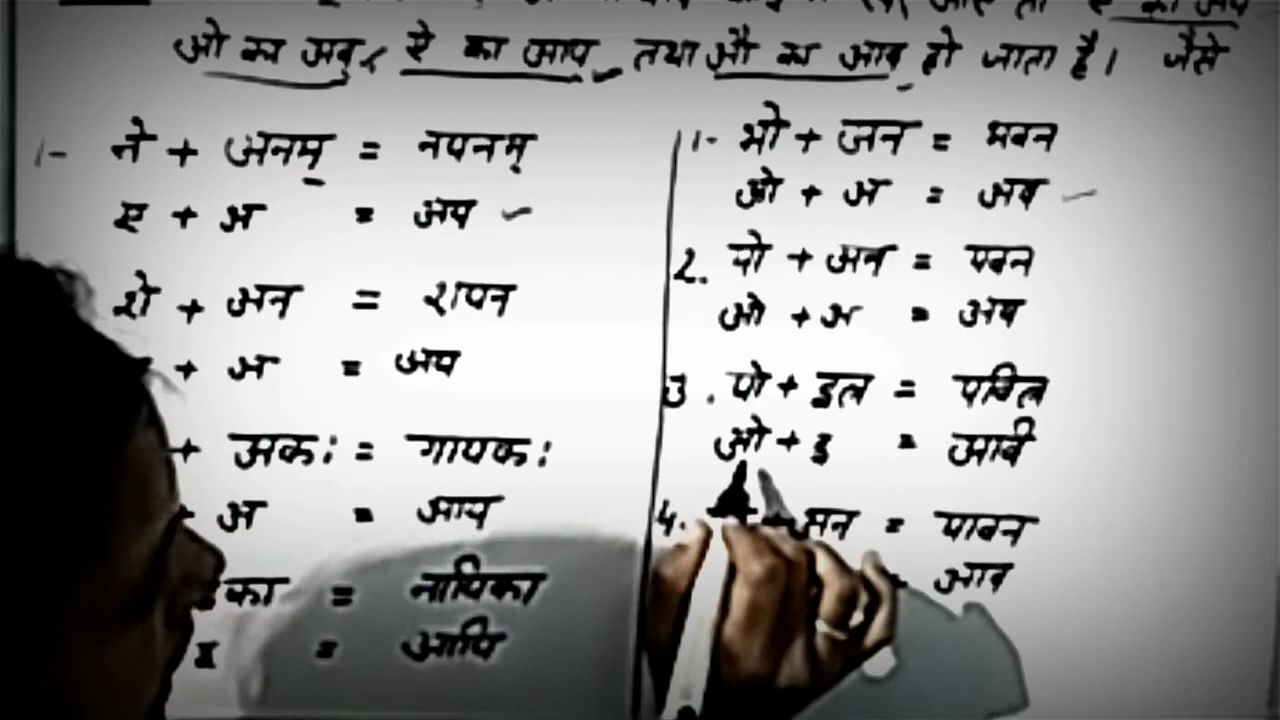 ओ का अव्, ऐ का आय्, तथा औ का आव् हो जाता है। जैसे
1- ने + अनम् = नयनम्
ए + अ = अय
शे + अन = शयन
+ अ = अय
+ अकः = गायकः
+ अ = आय
इका = नायिका
इ = आयि
1- भो + अन = भवन
ओ + अ = अव
2. पो + अन = पवन
ओ + अ = अव
3. पो + इत्र = पवित्र
ओ + इ = अवि
4. + अन = पावन
= आव